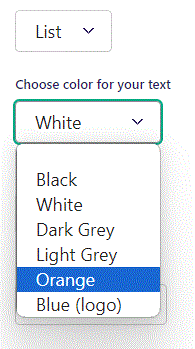 List
Choose color for your text
White
Black
White
Dark Grey
Light Grey
Orange
Blue (logo)